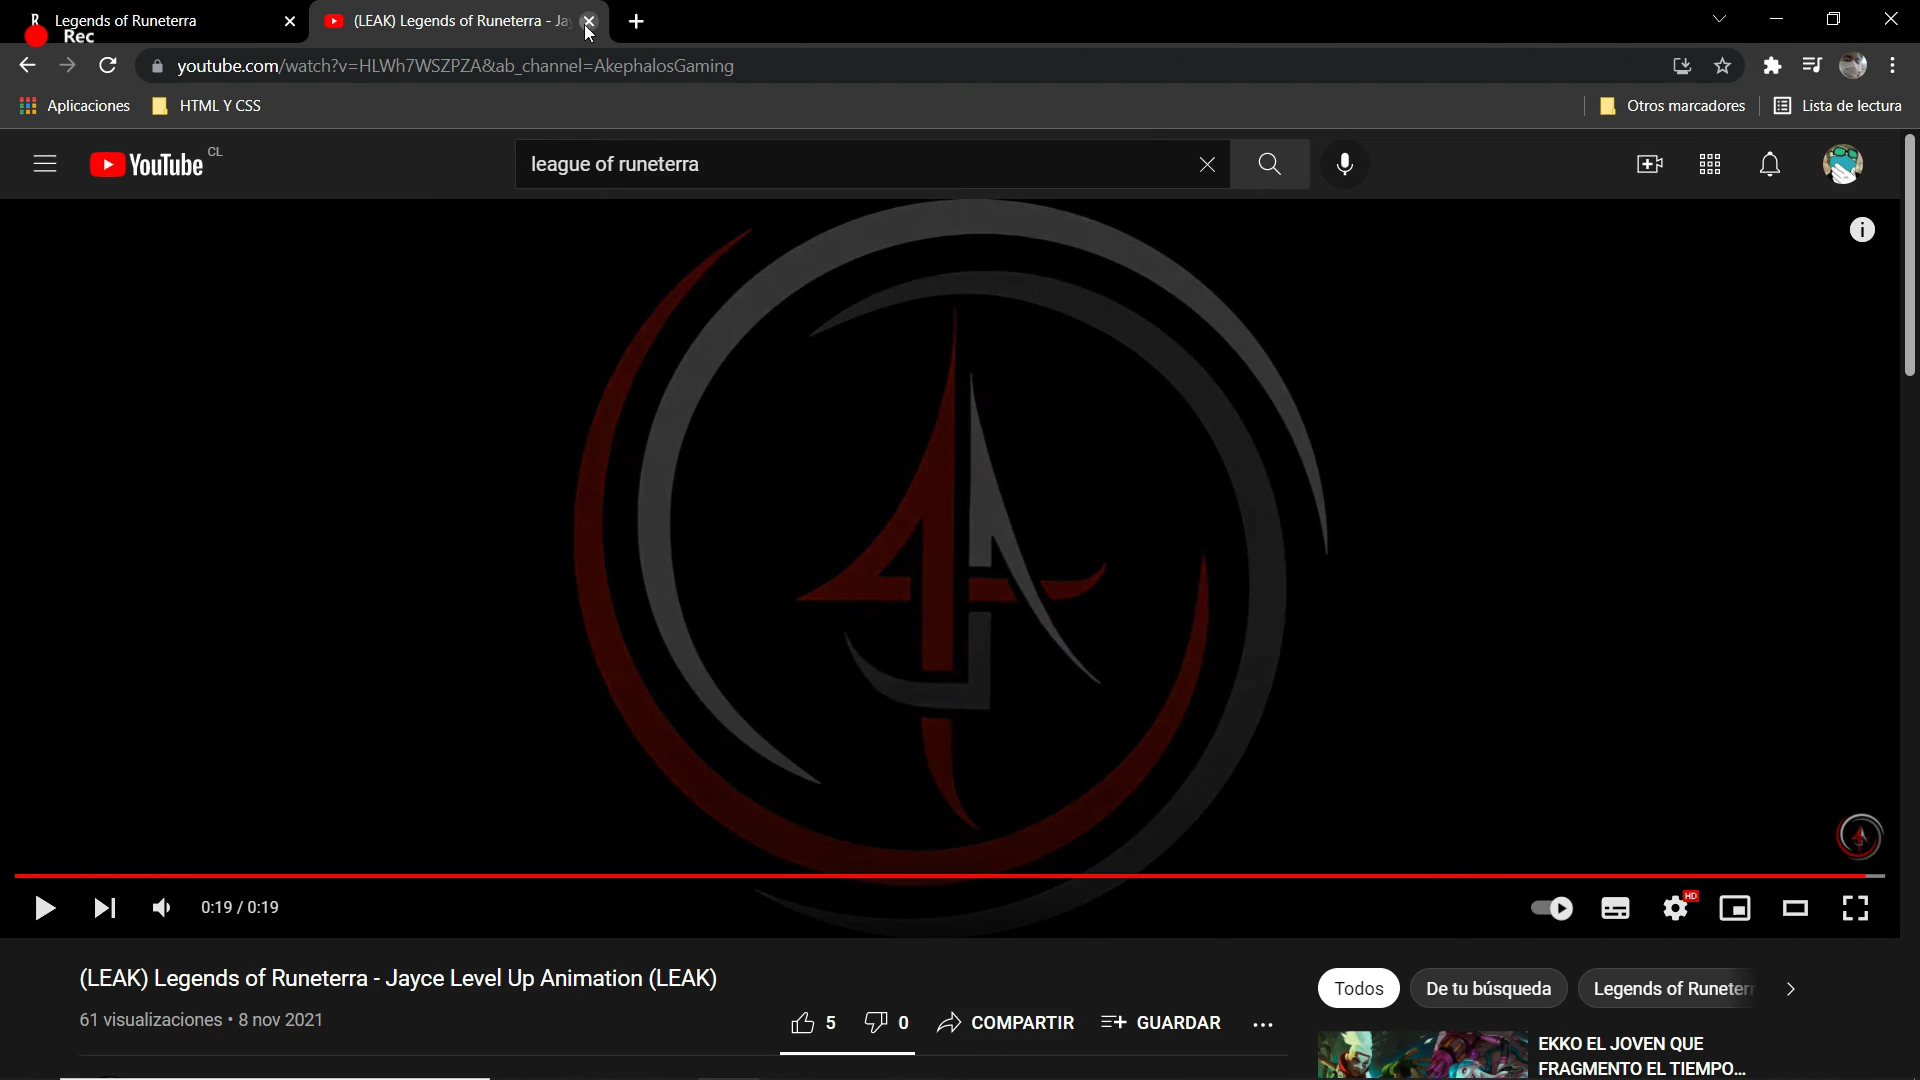 Legends of Runeterra
(LEAK) Legends of Runeterra - Ja
Rec
youtube.com/watch?v=HLWh7WSZPZA&ab_channel=AkephalosGaming
Aplicaciones
HTML Y CSS
Otros marcadores
Lista de lectura
YouTube CL
league of runeterra
0:19 / 0:19
HD
(LEAK) Legends of Runeterra - Jayce Level Up Animation (LEAK)
61 visualizaciones • 8 nov 2021
5
0
COMPARTIR
GUARDAR
Todos
De tu búsqueda
Legends of Runeterr
EKKO EL JOVEN QUE
FRAGMENTO EL TIEMPO...